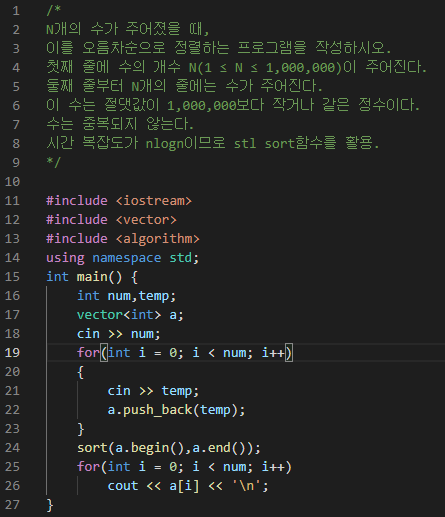 1 /*
2 N개의 수가 주어졌을 때,
3 이를 오름차순으로 정렬하는 프로그램을 작성하시오.
4 첫째 줄에 수의 개수 N(1 ≤ N ≤ 1,000,000)이 주어진다.
5 둘째 줄부터 N개의 줄에는 수가 주어진다.
6 이 수는 절댓값이 1,000,000보다 작거나 같은 정수이다.
7 수는 중복되지 않는다.
8 시간 복잡도가 nlogn이므로 stl sort함수를 활용.
9 */
10
11 #include <iostream>
12 #include <vector>
13 #include <algorithm>
14 using namespace std;
15 int main() {
16 int num,temp;
17 vector<int> a;
18 cin >> num;
19 for(int i = 0; i < num; i++)
20 {
21 cin >> temp;
22 a.push_back(temp);
23 }
24 sort(a.begin(),a.end());
25 for(int i = 0; i < num; i++)
26 cout << a[i] << '\n';
27 }